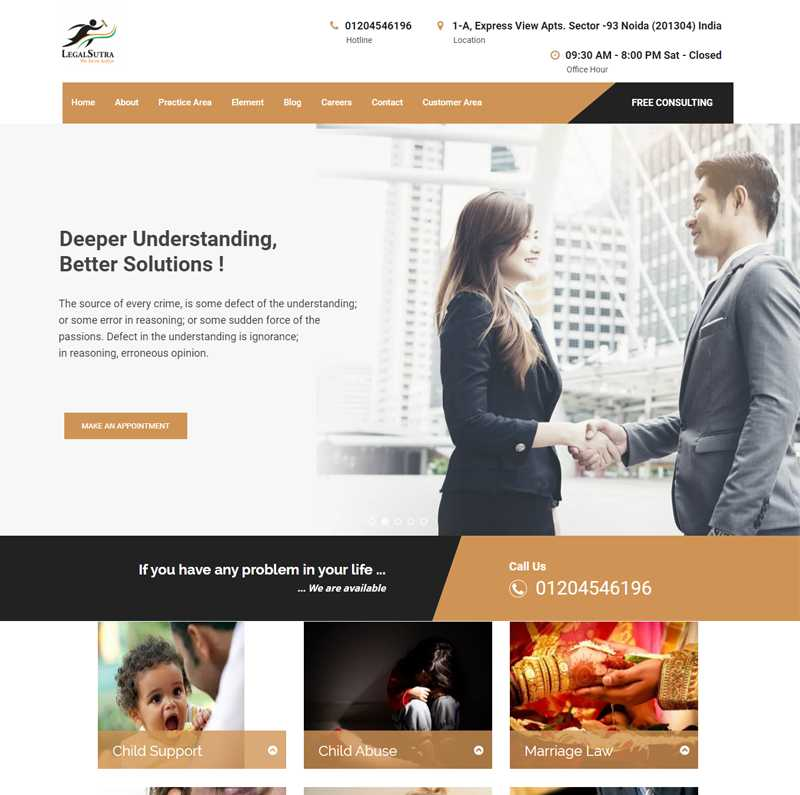 LEGALSUTRA
01204546196
Hotline
1-A, Express View Apts. Sector -93 Noida (201304) India
Location
09:30 AM - 8:00 PM Sat - Closed
Office Hour
Home About Practice Area Element Blog Careers Contact Customer Area FREE CONSULTING
Deeper Understanding,
Better Solutions !
The source of every crime, is some defect of the understanding;
or some error in reasoning; or some sudden force of the
passions. Defect in the understanding is ignorance;
in reasoning, erroneous opinion.
MAKE AN APPOINTMENT
If you have any problem in your life ...
... We are available
Call Us
01204546196
Child Support
Child Abuse
Marriage Law